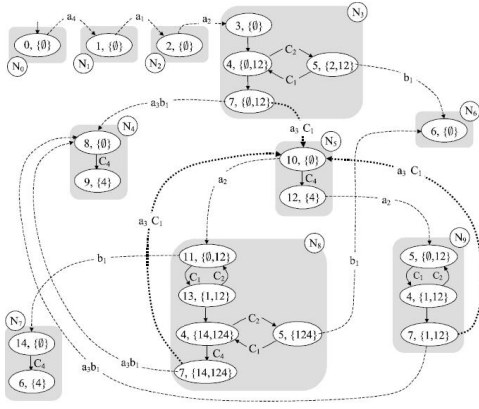 a₄
a₁
a₂
3, {∅}
N₃
0, {∅}
1, {∅}
2, {∅}
C₂
4, {∅,12}
5, {2,12}
N₀
N₁
N₂
C₁
b₁
a₃b₁
7, {∅,12}
N₄
N₆
8, {∅}
a₃ C₁
N₅
6, {∅}
C₄
10, {∅}
9, {4}
C₄
a₃ C₁
a₃ C₁
a₂
12, {4}
a₂
N₈
N₉
11, {∅,12}
5, {∅,12}
b₁
C₁
C₂
C₁
C₂
13, {1,12}
4, {1,12}
N₇
C₂
14, {∅}
4, {14,124}
5, {124}
7, {1,12}
C₄
a₃b₁
C₄
C₁
b₁
6, {4}
a₃b₁
7, {14,124}